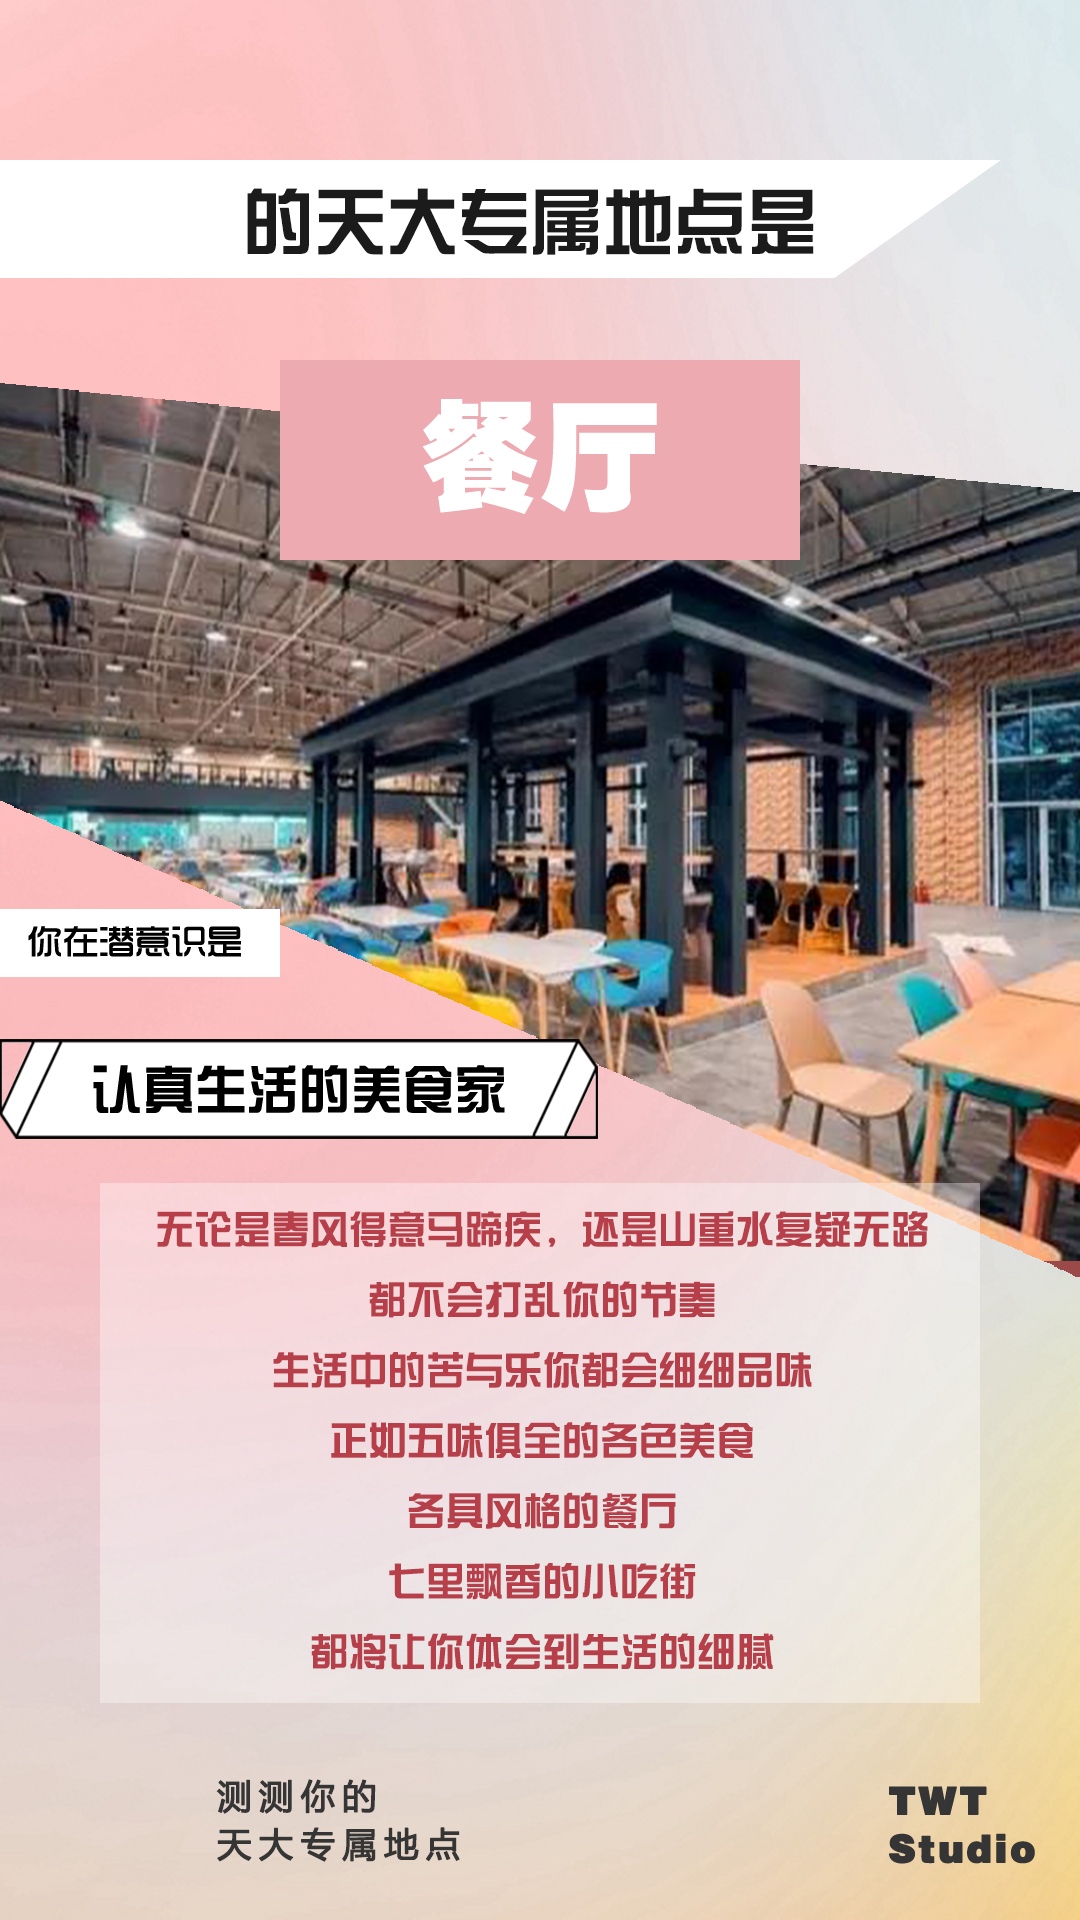 的天大专属地点是
餐厅
你在潜意识是
认真生活的美食家
无论是春风得意马蹄疾，还是山重水复疑无路
都不会打乱你的节奏
生活中的苦与乐你都会细细品味
正如五味俱全的各色美食
各具风格的餐厅
七里飘香的小吃街
都将让你体会到生活的细腻
测测你的
天大专属地点
TWT
Studio